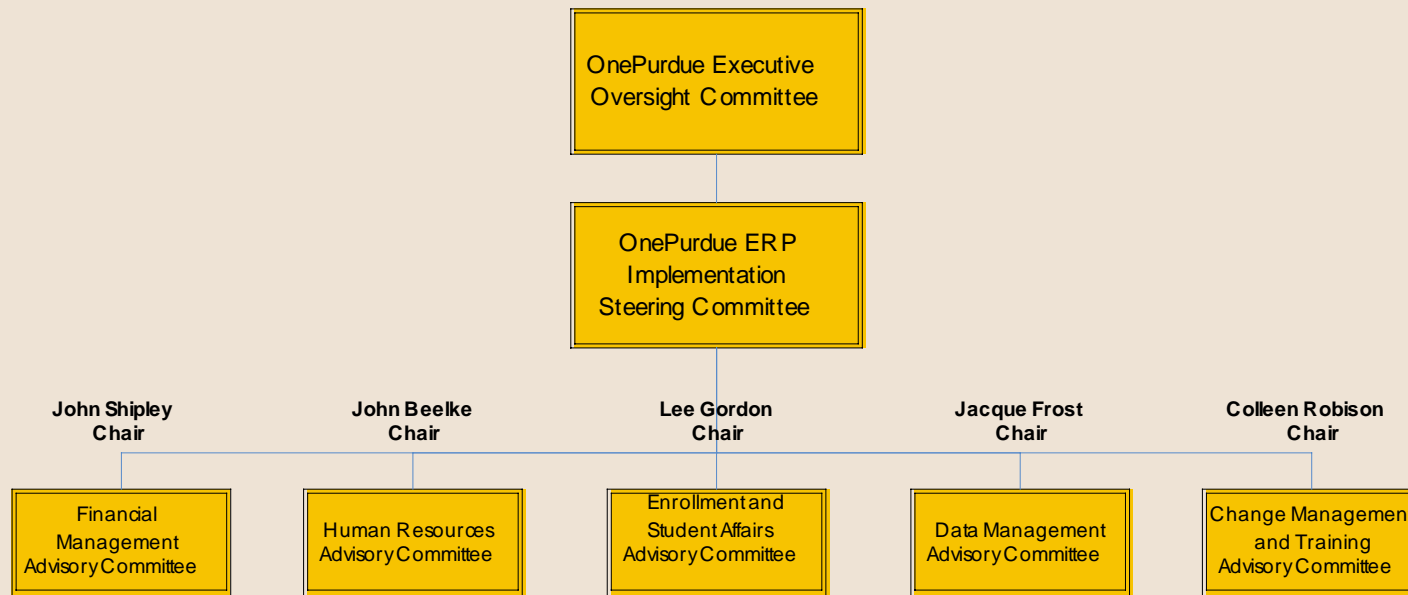 OnePurdue Executive
Oversight Committee
OnePurdue ERP
Implementation
Steering Committee
John Shipley
Chair
John Beelke
Chair
Lee Gordon
Chair
Jacque Frost
Chair
Colleen Robison
Chair
Financial
Management
Advisory Committee
Human Resources
Advisory Committee
Enrollment and
Student Affairs
Advisory Committee
Data Management
Advisory Committee
Change Managemen
and Training
Advisory Committee